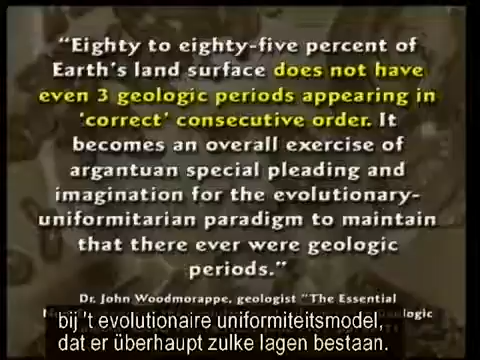 “Eighty to eighty-five percent of
Earth's land surface does not have
even 3 geologic periods appearing in
'correct' consecutive order. It
becomes an overall exercise of
argantuan special pleading and
imagination for the evolutionary-
uniformitarian paradigm to maintain
that there ever were geologic
periods.”
Dr. John Woodmorappe, geologist "The Essential
bij 't evolutionaire uniformiteitsmodel,
dat er überhaupt zulke lagen bestaan.